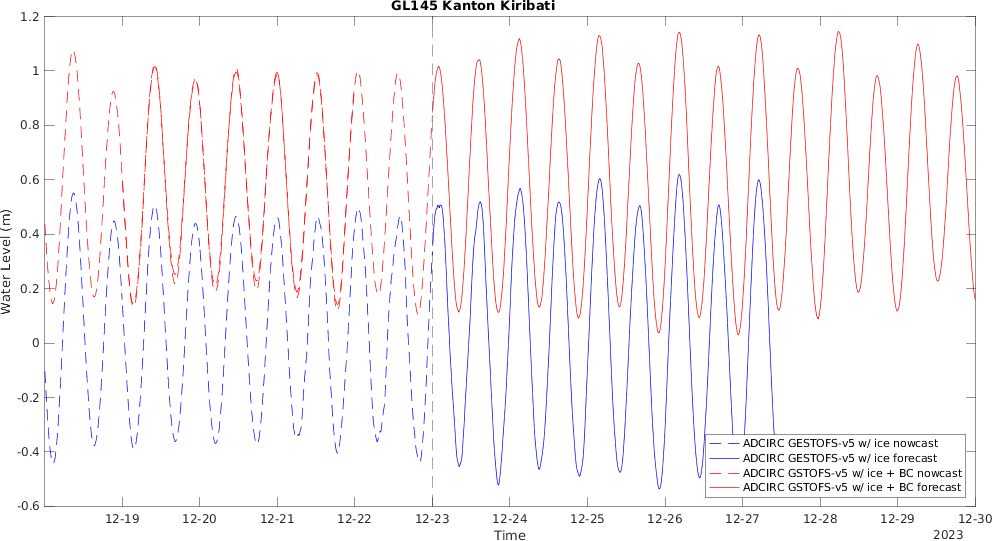 GL145 Kanton Kiribati
1.2
1
0.8
0.6
0.4
0.2
0
-0.2
-0.4
-0.6
Water Level (m)
ADCIRC GESTOFS-v5 w/ ice nowcast
ADCIRC GESTOFS-v5 w/ ice forecast
ADCIRC GSTOFS-v5 w/ ice + BC nowcast
ADCIRC GSTOFS-v5 w/ ice + BC forecast
12-19 12-20 12-21 12-22 12-23 12-24 12-25 12-26 12-27 12-28 12-29 12-30
Time
2023